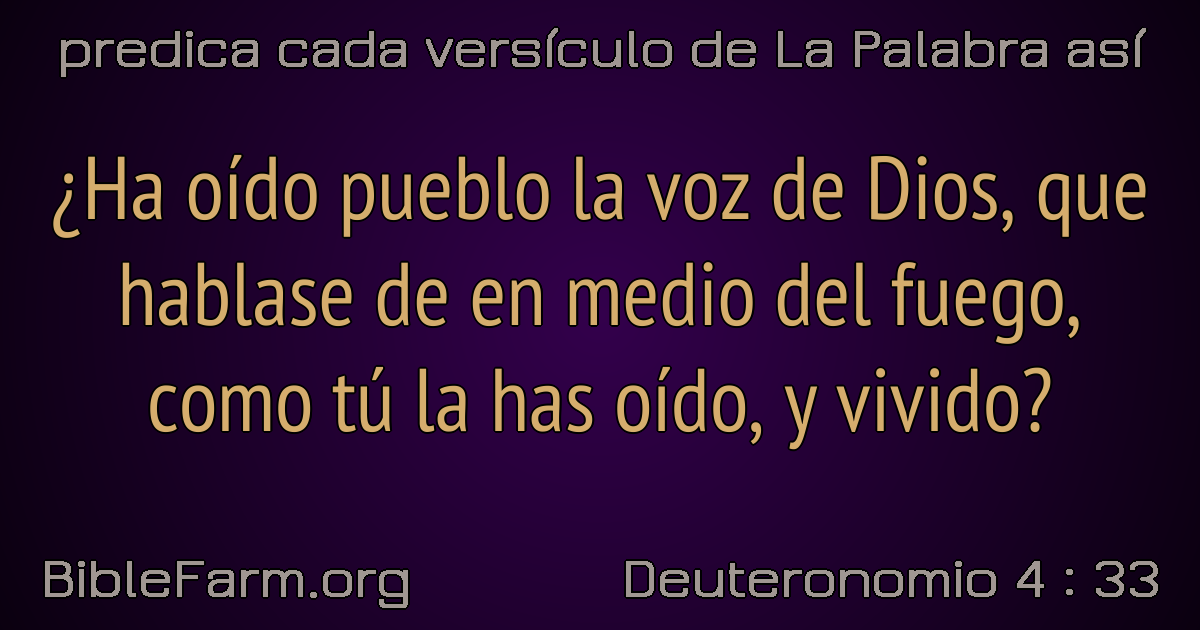 predica cada versículo de La Palabra así
¿Ha oído pueblo la voz de Dios, que
hablase de en medio del fuego,
como tú la has oído, y vivido?
BibleFarm.org
Deuteronomio 4 : 33